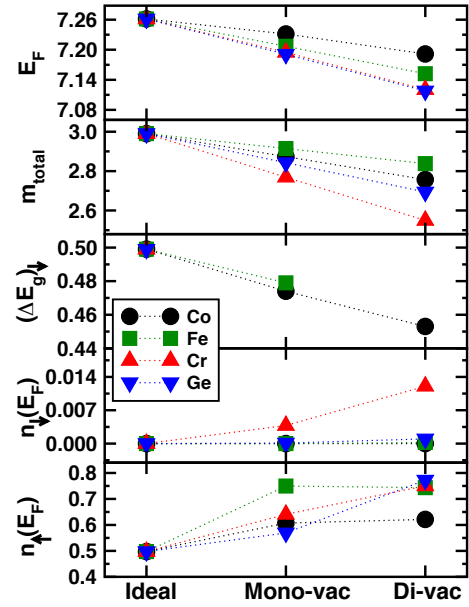 7.26
7.20
7.14
7.08
E_F
3.0
2.8
2.6
m_total
0.50
0.48
0.46
0.44
(ΔE_g)↓
Co
Fe
Cr
Ge
0.014
0.007
0.000
n↓(E_F)
0.8
0.7
0.6
0.5
0.4
n↑(E_F)
Ideal Mono-vac Di-vac